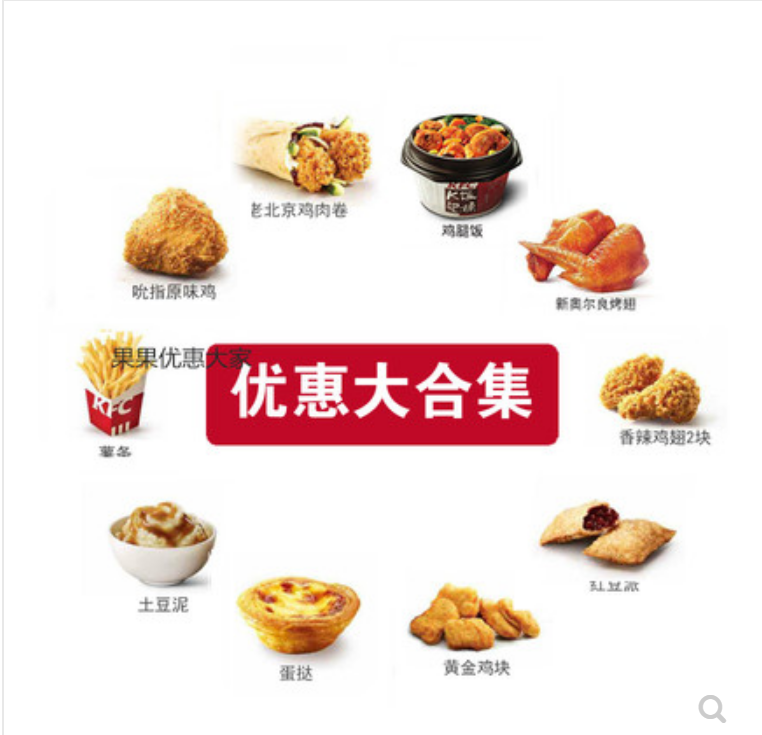 老北京鸡肉卷
KFC
鸡腿饭
吮指原味鸡
新奥尔良烤翅
果果优惠大家
优惠大合集
KFC
薯条
香辣鸡翅2块
红豆派
土豆泥
蛋挞
黄金鸡块